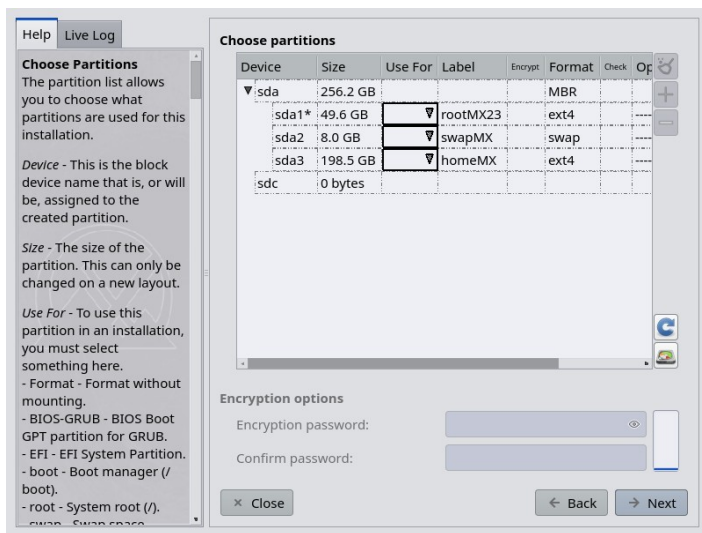 Help Live Log
Choose Partitions
The partition list allows
you to choose what
partitions are used for this
installation.
Device - This is the block
device name that is, or will
be, assigned to the
created partition.
Size - The size of the
partition. This can only be
changed on a new layout.
Use For - To use this
partition in an installation,
you must select
something here.
- Format - Format without
mounting.
- BIOS-GRUB - BIOS Boot
GPT partition for GRUB.
- EFI - EFI System Partition.
- boot - Boot manager (/
boot).
- root - System root (/).
- swap - Swap space.
Choose partitions
Device Size Use For Label Encrypt Format Check Op
sda 256.2 GB MBR
sda1* 49.6 GB rootMX23 ext4 ----
sda2 8.0 GB swapMX swap ----
sda3 198.5 GB homeMX ext4 ----
sdc 0 bytes
Encryption options
Encryption password:
Confirm password:
Close Back Next